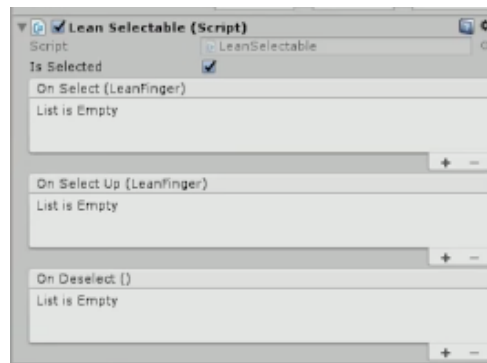 Lean Selectable (Script)
Script LeanSelectable
Is Selected
On Select (LeanFinger)
List is Empty
On Select Up (LeanFinger)
List is Empty
On Deselect ()
List is Empty